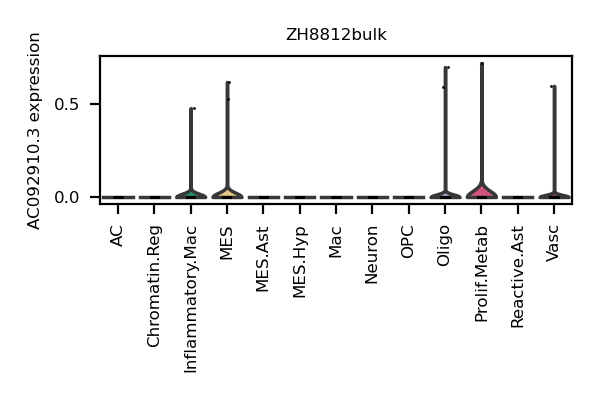 ZH8812bulk
AC092910.3 expression
0.5
0.0
AC
Chromatin.Reg
Inflammatory.Mac
MES
MES.Ast
MES.Hyp
Mac
Neuron
OPC
Oligo
Prolif.Metab
Reactive.Ast
Vasc